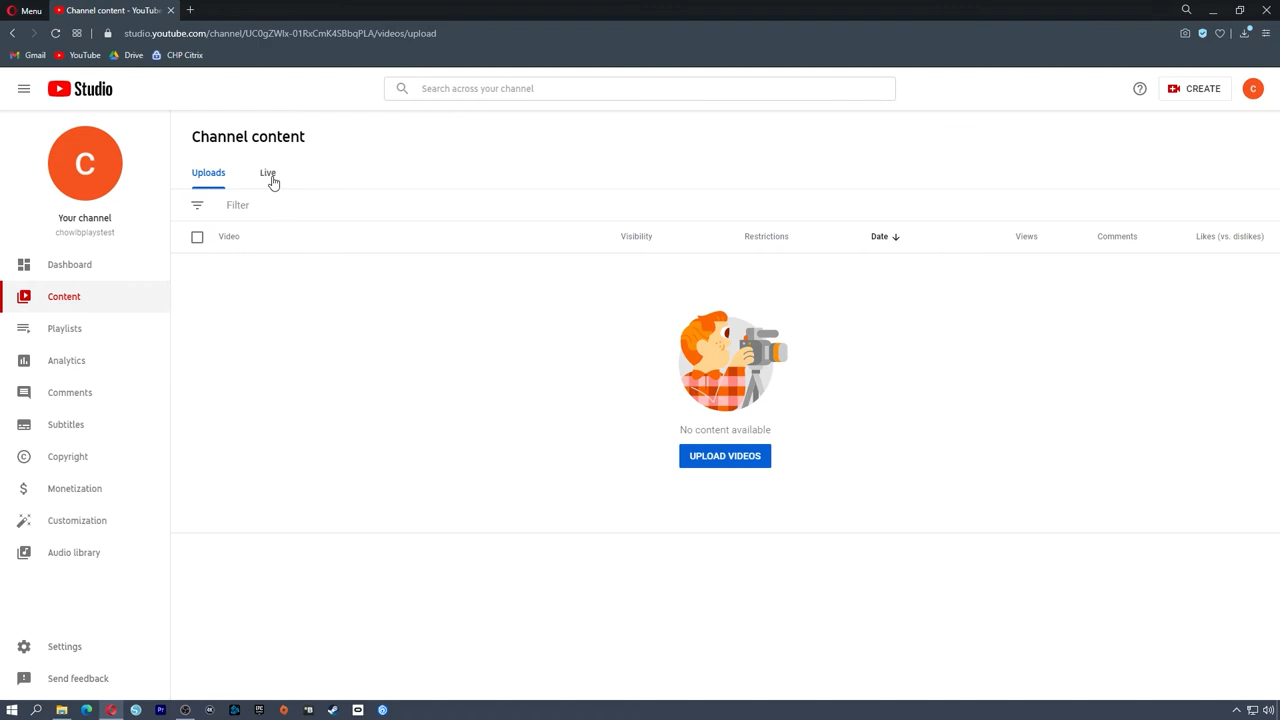 Menu
Channel content - YouTube
studio.youtube.com/channel/UC0gZWlx-01RxCmK4SBbqPLA/videos/upload
Gmail YouTube Drive CHP Citrix
Studio
Search across your channel
CREATE
C
C
Your channel
chowlbplaystest
Dashboard
Content
Playlists
Analytics
Comments
Subtitles
Copyright
Monetization
Customization
Audio library
Settings
Send feedback
Channel content
Uploads Live
Filter
Video Visibility Restrictions Date Views Comments Likes (vs. dislikes)
No content available
UPLOAD VIDEOS